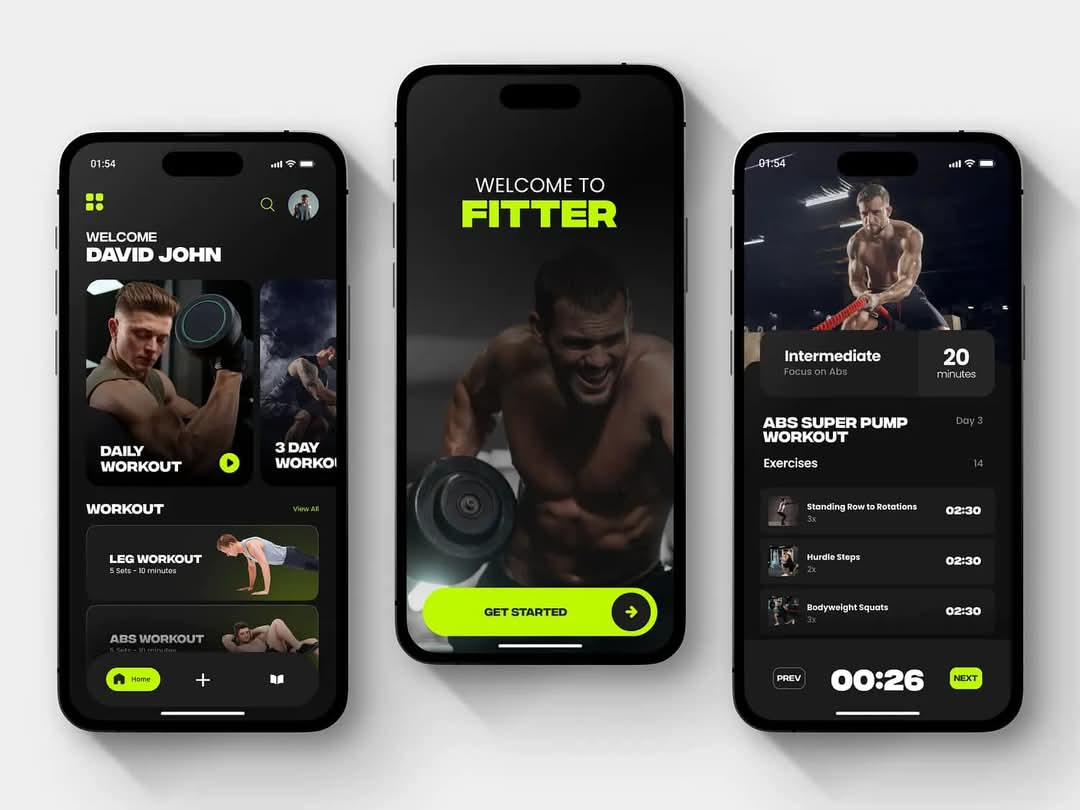 01:54
WELCOME
DAVID JOHN
DAILY
WORKOUT
3 DAY
WORKOU
WORKOUT
View All
LEG WORKOUT
5 Sets - 10 minutes
ABS WORKOUT
5 Sets - 10 minutes
Home
WELCOME TO
FITTER
GET STARTED
01:54
Intermediate
Focus on Abs
20
minutes
ABS SUPER PUMP
WORKOUT
Day 3
Exercises
14
Standing Row to Rotations
3x
02:30
Hurdle Steps
2x
02:30
Bodyweight Squats
3x
02:30
PREV
00:26
NEXT